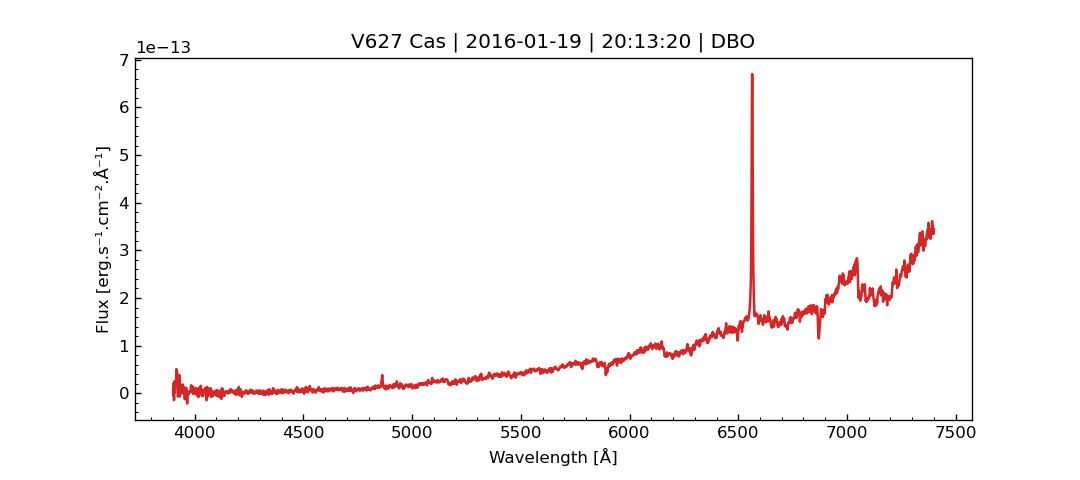 V627 Cas | 2016-01-19 | 20:13:20 | DBO
1e−13
7
6
5
4
3
2
1
0
Flux [erg.s⁻¹.cm⁻².Å⁻¹]
4000 4500 5000 5500 6000 6500 7000 7500
Wavelength [Å]